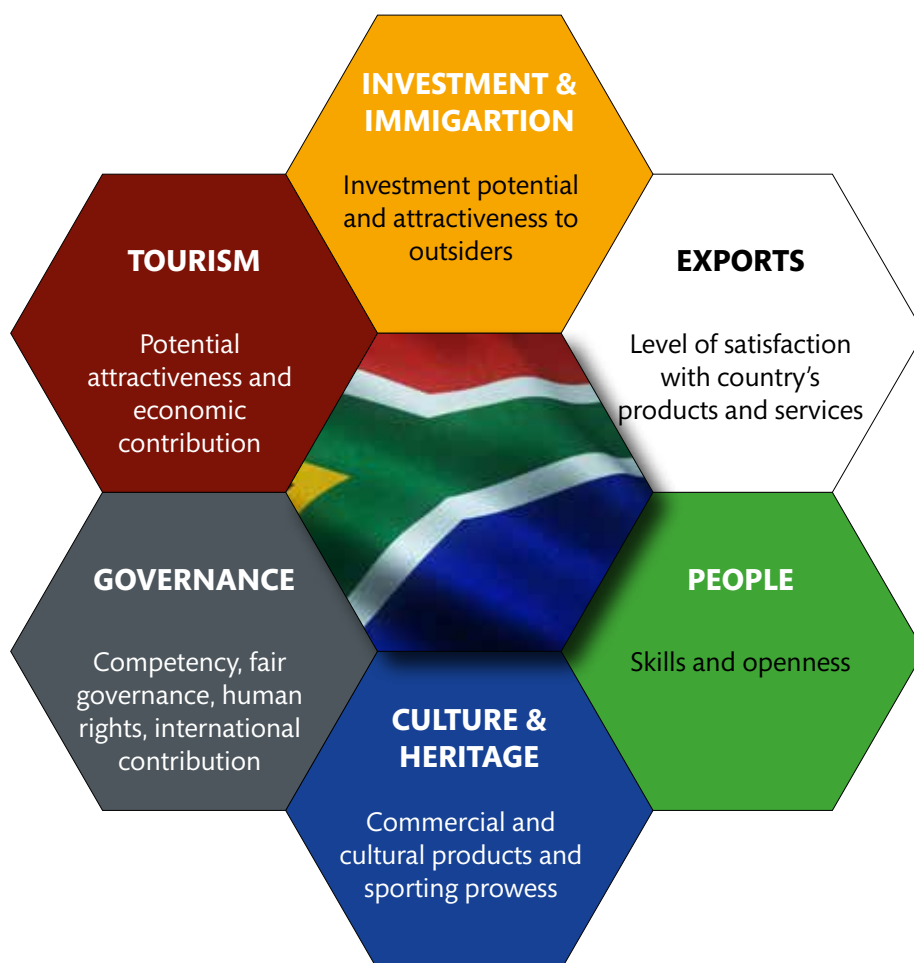 INVESTMENT &
IMMIGARTION
Investment potential
and attractiveness to
outsiders
TOURISM
Potential
attractiveness and
economic
contribution
EXPORTS
Level of satisfaction
with country’s
products and services
GOVERNANCE
Competency, fair
governance, human
rights, international
contribution
PEOPLE
Skills and openness
CULTURE &
HERITAGE
Commercial and
cultural products and
sporting prowess